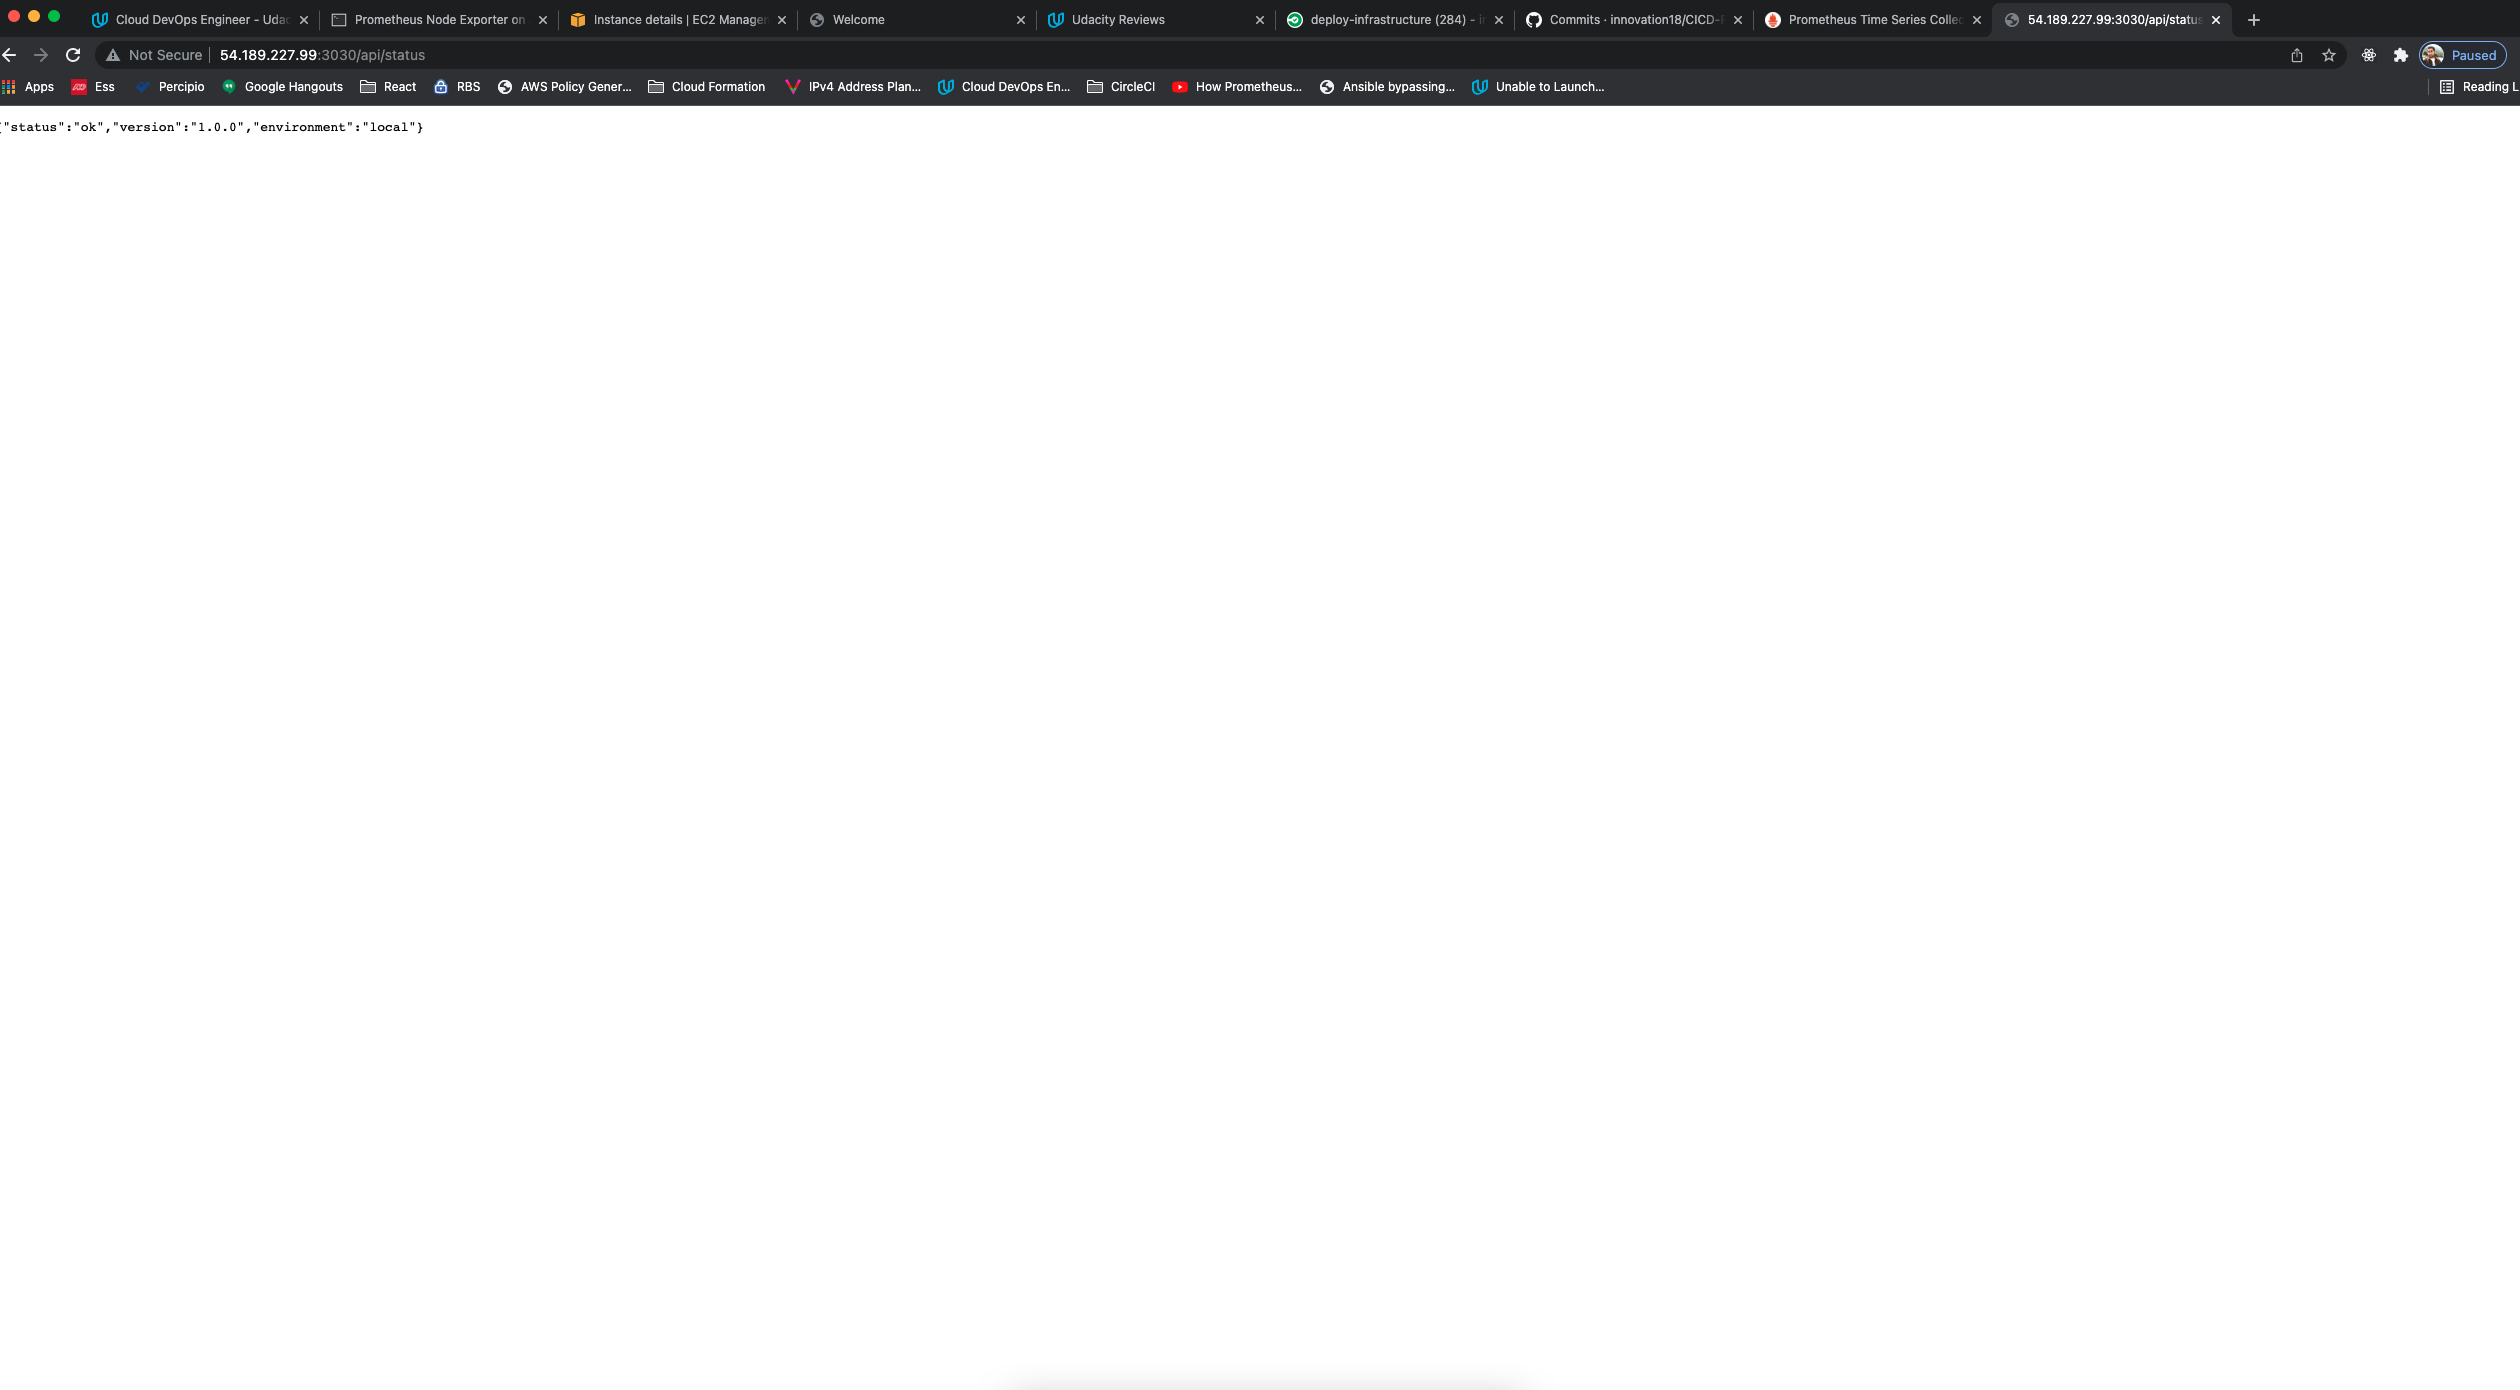 Cloud DevOps Engineer - Udac
Prometheus Node Exporter on
Instance details | EC2 Manager
Welcome
Udacity Reviews
deploy-infrastructure (284) - i
Commits · innovation18/CICD-P
Prometheus Time Series Collec
54.189.227.99:3030/api/status
Not Secure 54.189.227.99:3030/api/status
Paused
Apps Ess Percipio Google Hangouts React RBS AWS Policy Gener... Cloud Formation IPv4 Address Plan... Cloud DevOps En... CircleCI How Prometheus... Ansible bypassing... Unable to Launch... Reading L
{"status":"ok","version":"1.0.0","environment":"local"}